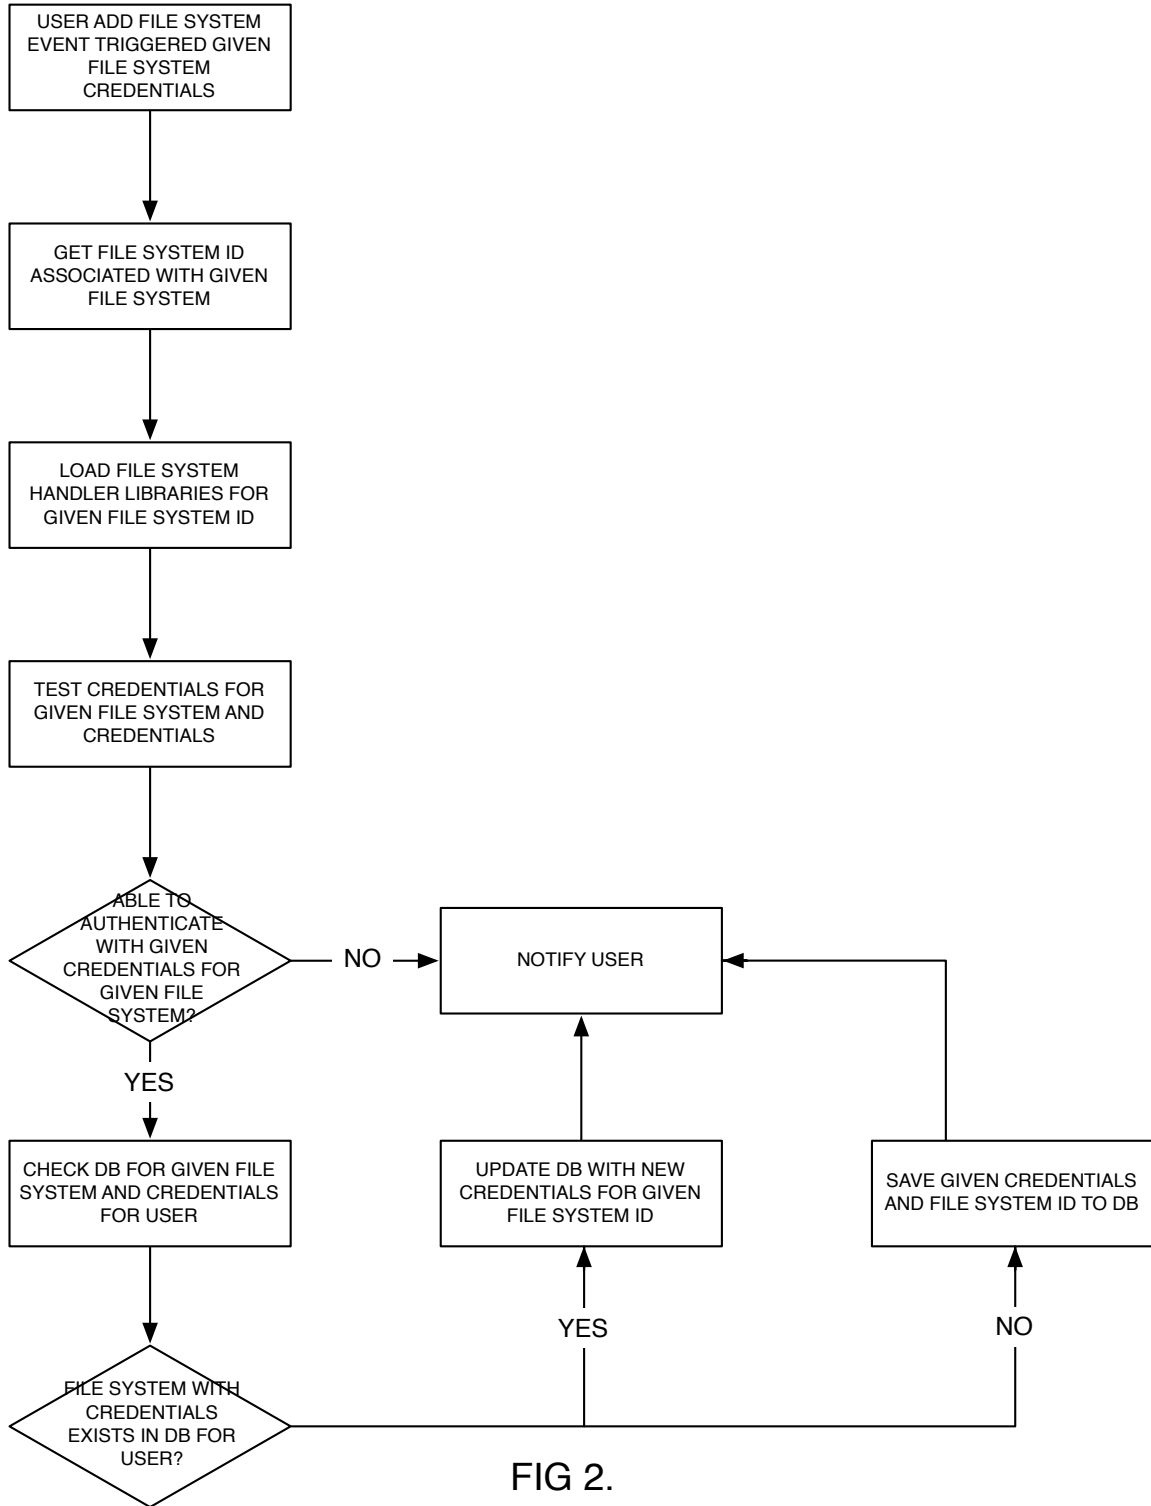 USER ADD FILE SYSTEM
EVENT TRIGGERED GIVEN
FILE SYSTEM
CREDENTIALS
GET FILE SYSTEM ID
ASSOCIATED WITH GIVEN
FILE SYSTEM
LOAD FILE SYSTEM
HANDLER LIBRARIES FOR
GIVEN FILE SYSTEM ID
TEST CREDENTIALS FOR
GIVEN FILE SYSTEM AND
CREDENTIALS
ABLE TO
AUTHENTICATE
WITH GIVEN
CREDENTIALS FOR
GIVEN FILE
SYSTEM?
NO
NOTIFY USER
YES
CHECK DB FOR GIVEN FILE
SYSTEM AND CREDENTIALS
FOR USER
UPDATE DB WITH NEW
CREDENTIALS FOR GIVEN
FILE SYSTEM ID
SAVE GIVEN CREDENTIALS
AND FILE SYSTEM ID TO DB
YES
NO
FILE SYSTEM WITH
CREDENTIALS
EXISTS IN DB FOR
USER?
FIG 2.